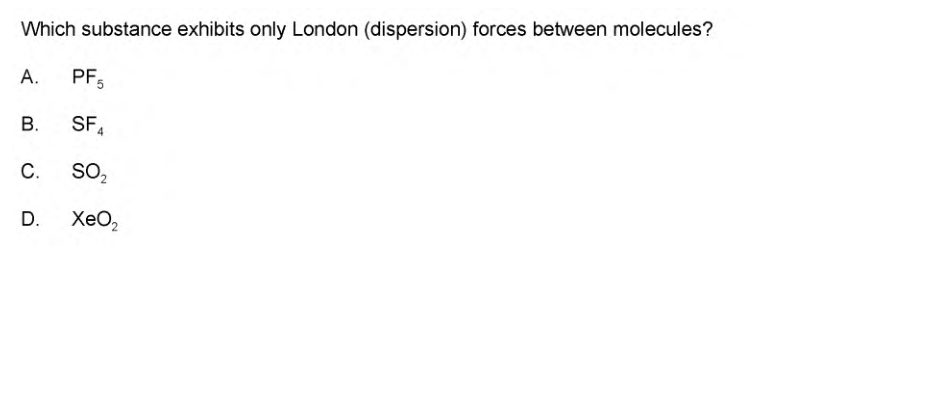 Which substance exhibits only London (dispersion) forces between molecules?
A. PF₅
B. SF₄
C. SO₂
D. XeO₂